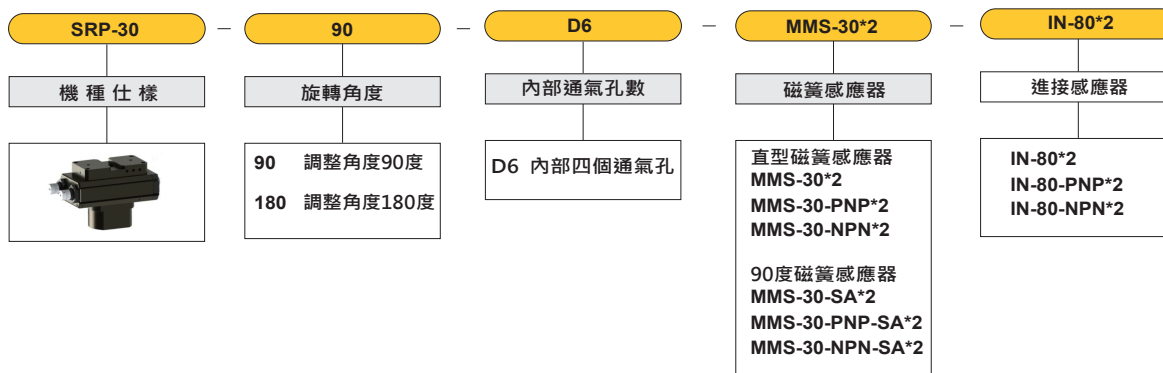 SRP-30 — 90 — D6 — MMS-30*2 — IN-80*2
機種仕樣
旋轉角度
內部通氣孔數
磁簧感應器
進接感應器
90 調整角度90度
180 調整角度180度
D6 內部四個通氣孔
直型磁簧感應器
MMS-30*2
MMS-30-PNP*2
MMS-30-NPN*2
90度磁簧感應器
MMS-30-SA*2
MMS-30-PNP-SA*2
MMS-30-NPN-SA*2
IN-80*2
IN-80-PNP*2
IN-80-NPN*2